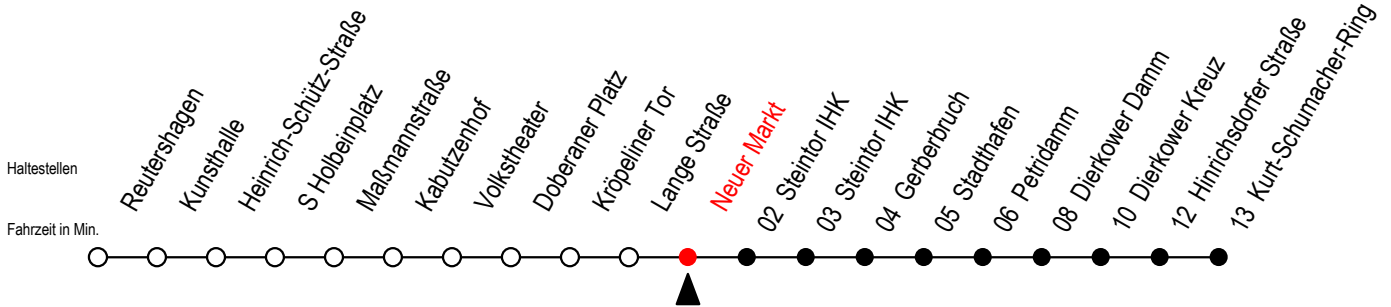 Haltestellen
Fahrzeit in Min.
Reutershagen
Kunsthalle
Heinrich-Schütz-Straße
S Holbeinplatz
Maßmannstraße
Kabutzenhof
Volkstheater
Doberaner Platz
Kröpeliner Tor
Lange Straße
Neuer Markt
02 Steintor IHK
03 Steintor IHK
04 Gerberbruch
05 Stadthafen
06 Petridamm
08 Dierkower Damm
10 Dierkower Kreuz
12 Hinrichsdorfer Straße
13 Kurt-Schumacher-Ring